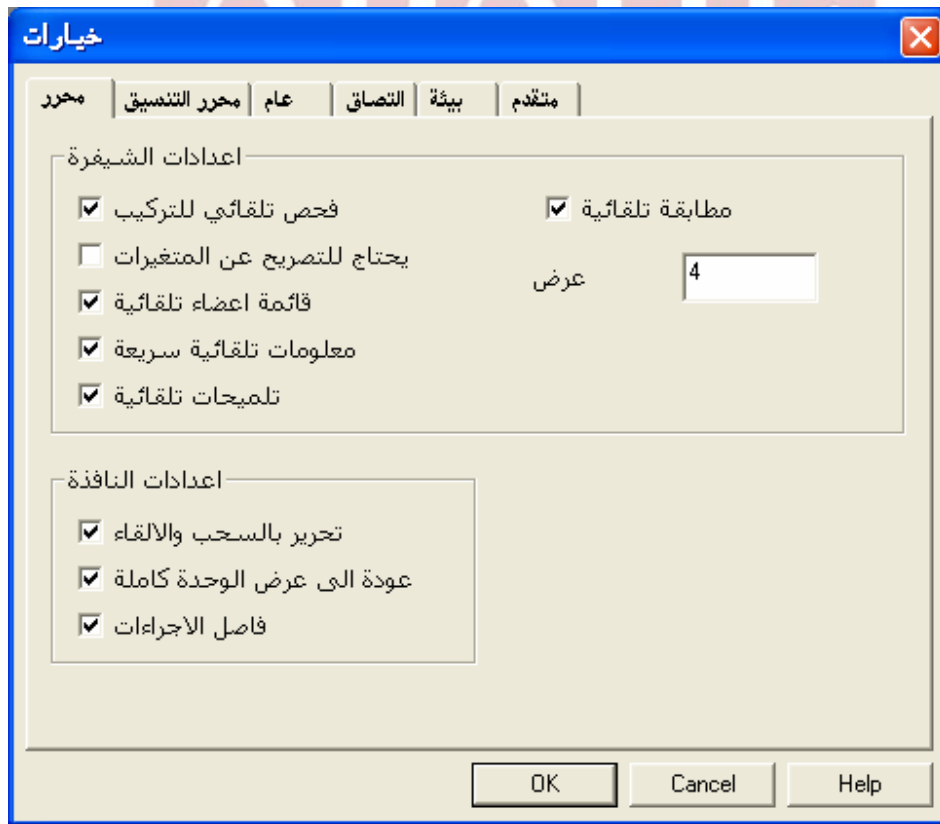 خيارات
محرر محرر التنسيق عام التصاق بيئة متقدم
اعدادات الشيفرة
فحص تلقائي للتركيب
مطابقة تلقائية
يحتاج للتصريح عن المتغيرات
عرض 4
قائمة اعضاء تلقائية
معلومات تلقائية سريعة
تلميحات تلقائية
اعدادات النافذة
تحرير بالسحب والالقاء
عودة الى عرض الوحدة كاملة
فاصل الاجراءات
OK Cancel Help